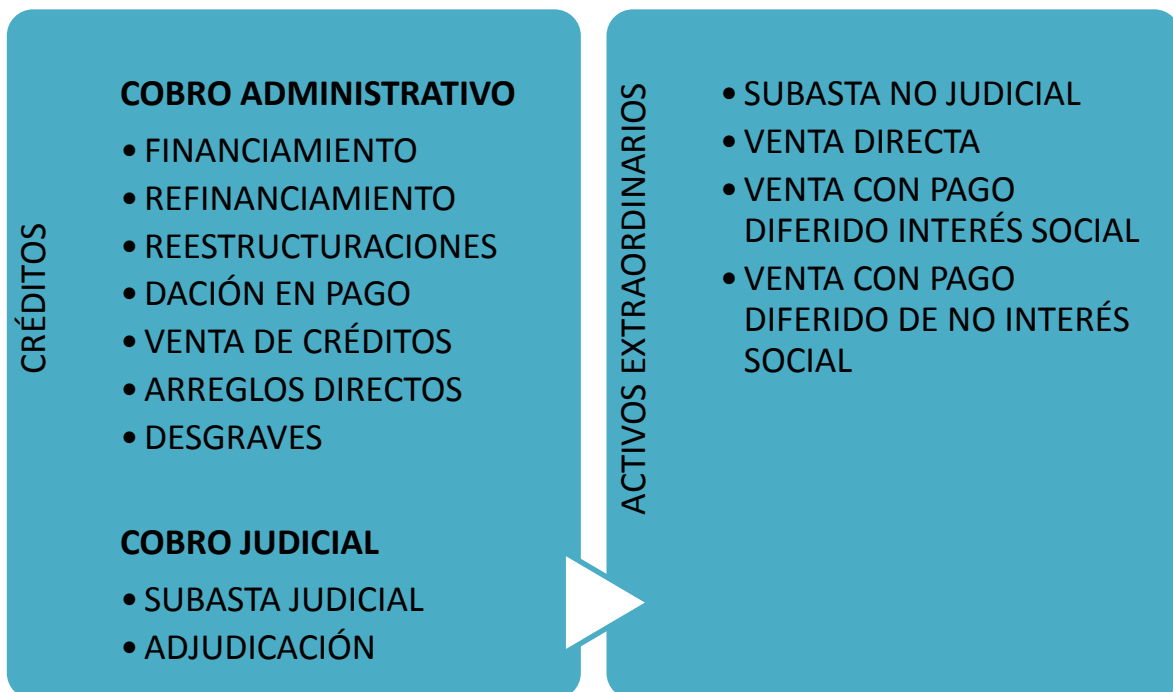 CRÉDITOS
COBRO ADMINISTRATIVO
• FINANCIAMIENTO
• REFINANCIAMIENTO
• REESTRUCTURACIONES
• DACIÓN EN PAGO
• VENTA DE CRÉDITOS
• ARREGLOS DIRECTOS
• DESGRAVES
COBRO JUDICIAL
• SUBASTA JUDICIAL
• ADJUDICACIÓN
ACTIVOS EXTRAORDINARIOS
• SUBASTA NO JUDICIAL
• VENTA DIRECTA
• VENTA CON PAGO
DIFERIDO INTERÉS SOCIAL
• VENTA CON PAGO
DIFERIDO DE NO INTERÉS
SOCIAL